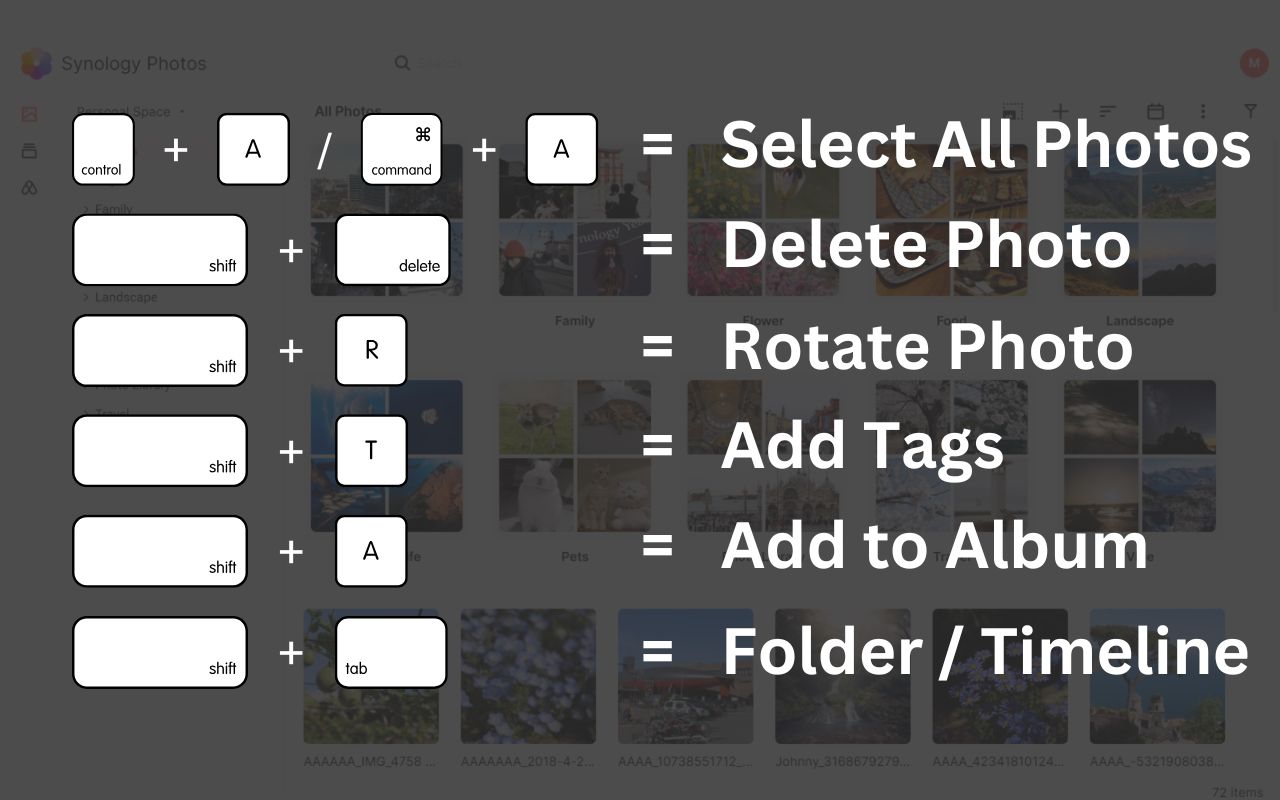 Synology Photos
Search
M
Personal Space
All Photos
control + A / ⌘ command + A = Select All Photos
Family
shift + delete = Delete Photo
Landscape
Family Flower Food Landscape
shift + R = Rotate Photo
Travel
shift + T = Add Tags
shift + A = Add to Album
Pets
shift + tab = Folder / Timeline
AAAAAA_IMG_4758 ... AAAAAAA_2018-4-2... AAAA_10738551712_... Johnny_3168679279... AAAA_42341810124... AAAA_-5321908038...
72 items